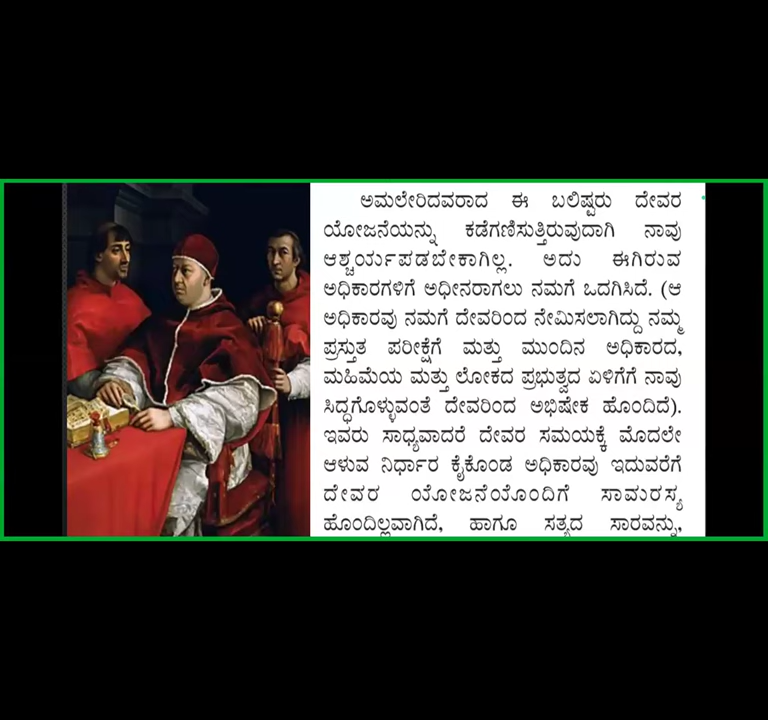 ಅಮಲೇರಿದವರಾದ ಈ ಬಲಿಷ್ಟರು ದೇವರ
ಯೋಜನೆಯನ್ನು ಕಡೆಗಣಿಸುತ್ತಿರುವುದಾಗಿ ನಾವು
ಆಶ್ಚರ್ಯಪಡಬೇಕಾಗಿಲ್ಲ. ಅದು ಈಗಿರುವ
ಅಧಿಕಾರಗಳಿಗೆ ಅಧೀನರಾಗಲು ನಮಗೆ ಒದಗಿಸಿದೆ. (ಆ
ಅಧಿಕಾರವು ನಮಗೆ ದೇವರಿಂದ ನೇಮಿಸಲಾಗಿದ್ದು ನಮ್ಮ
ಪ್ರಸ್ತುತ ಪರೀಕ್ಷೆಗೆ ಮತ್ತು ಮುಂದಿನ ಅಧಿಕಾರದ,
ಮಹಿಮೆಯ ಮತ್ತು ಲೋಕದ ಪ್ರಭುತ್ವದ ಏಳಿಗೆಗೆ ನಾವು
ಸಿದ್ಧಗೊಳ್ಳುವಂತೆ ದೇವರಿಂದ ಅಭಿಷೇಕ ಹೊಂದಿದೆ).
ಇವರು ಸಾಧ್ಯವಾದರೆ ದೇವರ ಸಮಯಕ್ಕೆ ಮೊದಲೇ
ಆಳುವ ನಿರ್ಧಾರ ಕೈಕೊಂಡ ಅಧಿಕಾರವು ಇದುವರೆಗೆ
ದೇವರ ಯೋಜನೆಯೊಂದಿಗೆ ಸಾಮರಸ್ಯ
ಹೊಂದಿಲ್ಲವಾಗಿದೆ, ಹಾಗೂ ಸತ್ಯದ ಸಾರವನ್ನು,